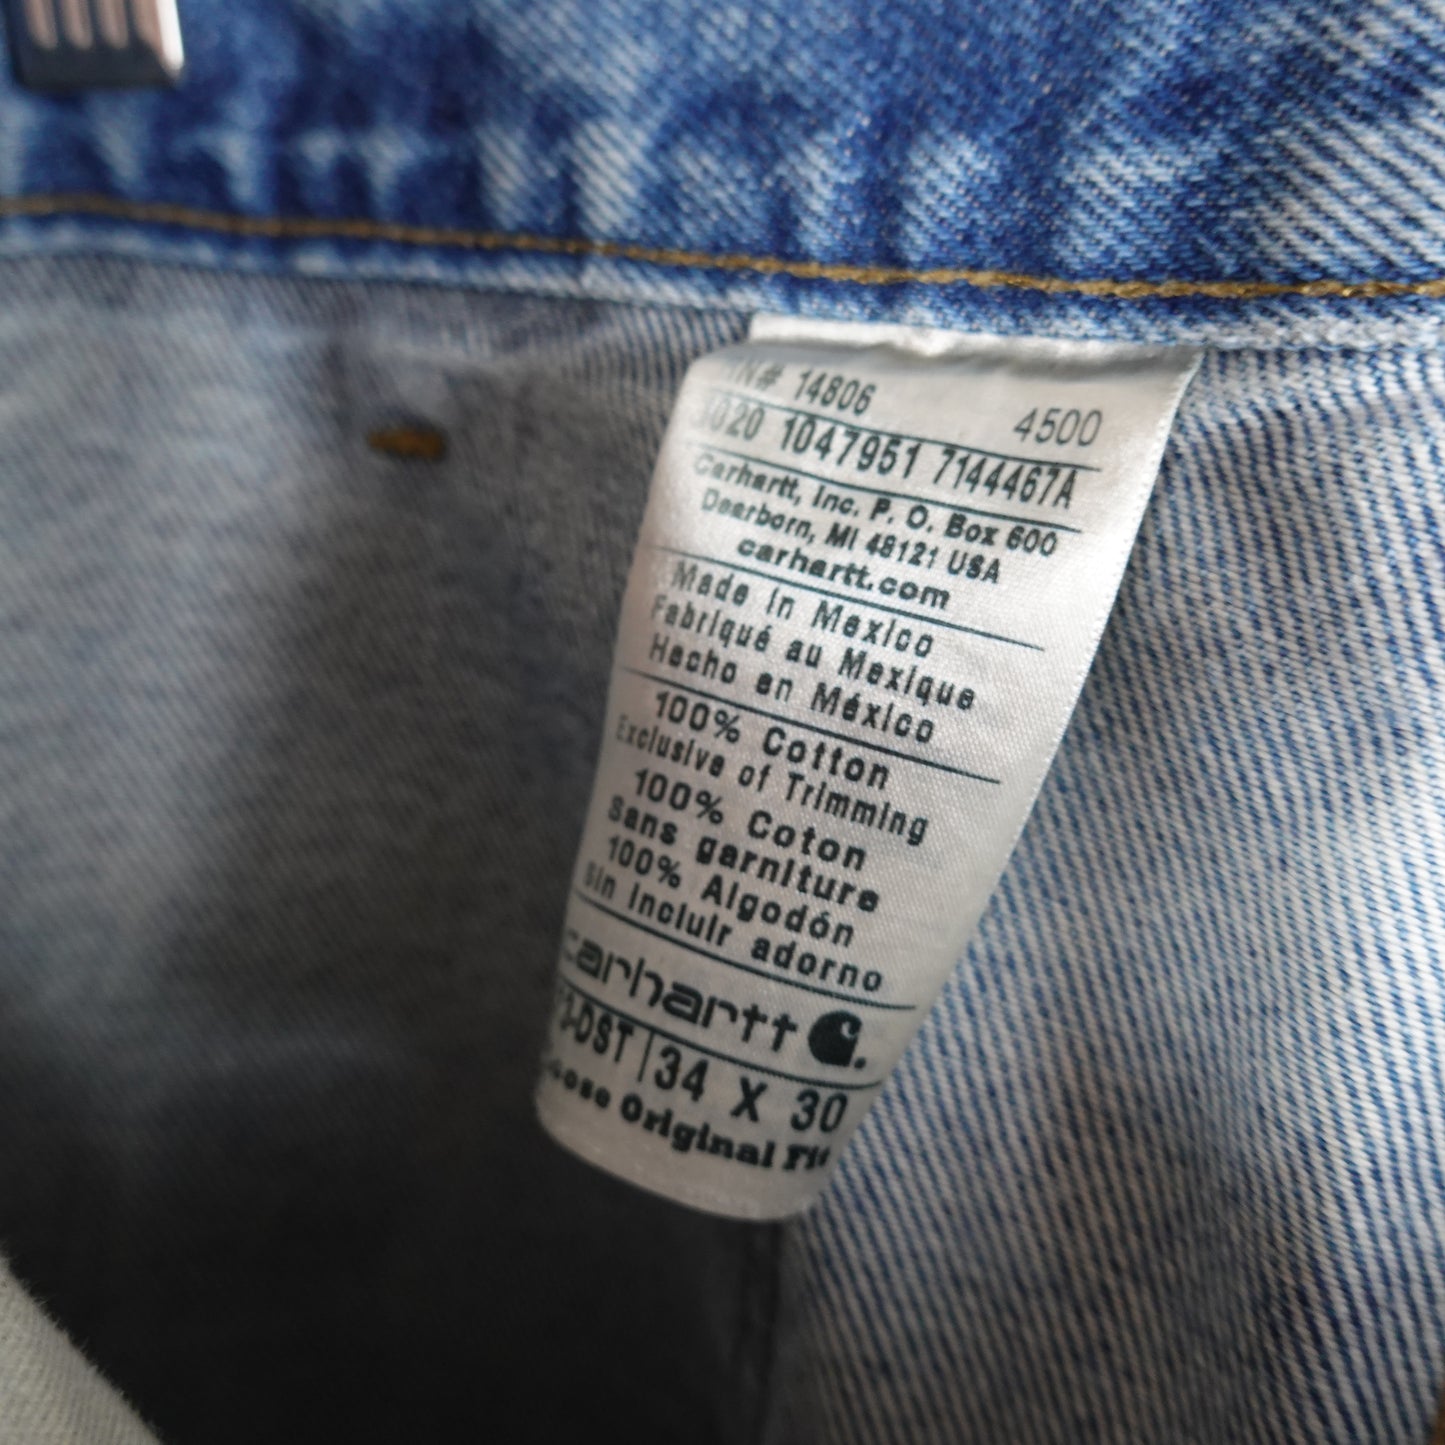 14806 4500
1047951 7144467A
Carhartt, Inc. P. O. Box 600
Dearborn, MI 48121 USA
carhartt.com
Made in Mexico
Fabriqué au Mexique
Hecho en México
100% Cotton
Exclusive of Trimming
100% Coton
Sans garniture
100% Algodón
Sin incluir adorno
carhartt
34 X 30
Original Fit